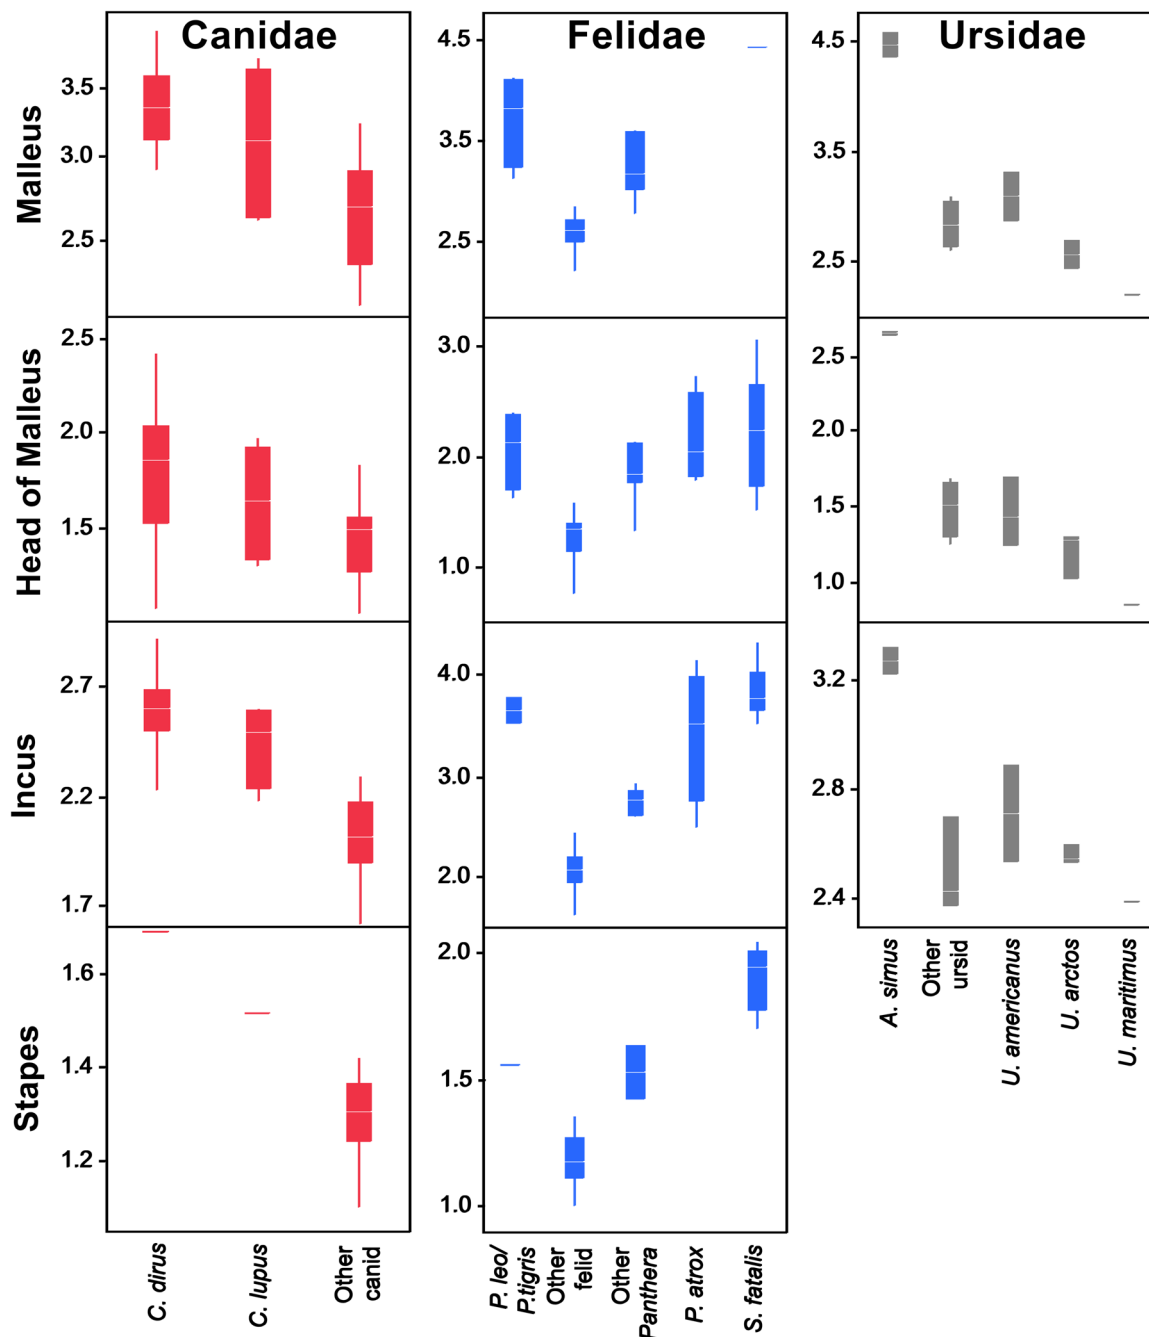 Canidae
Felidae
Ursidae
Malleus
3.5
3.0
2.5
4.5
3.5
2.5
4.5
3.5
2.5
Head of Malleus
2.5
2.0
1.5
3.0
2.0
1.0
2.5
2.0
1.5
1.0
Incus
2.7
2.2
1.7
4.0
3.0
2.0
3.2
2.8
2.4
Stapes
1.6
1.4
1.2
2.0
1.5
1.0
C. dirus
C. lupus
Other
canid
P. leo/
P.tigris
Other
felid
Other
Panthera
P. atrox
S. fatalis
A. simus
Other
ursid
U. americanus
U. arctos
U. maritimus